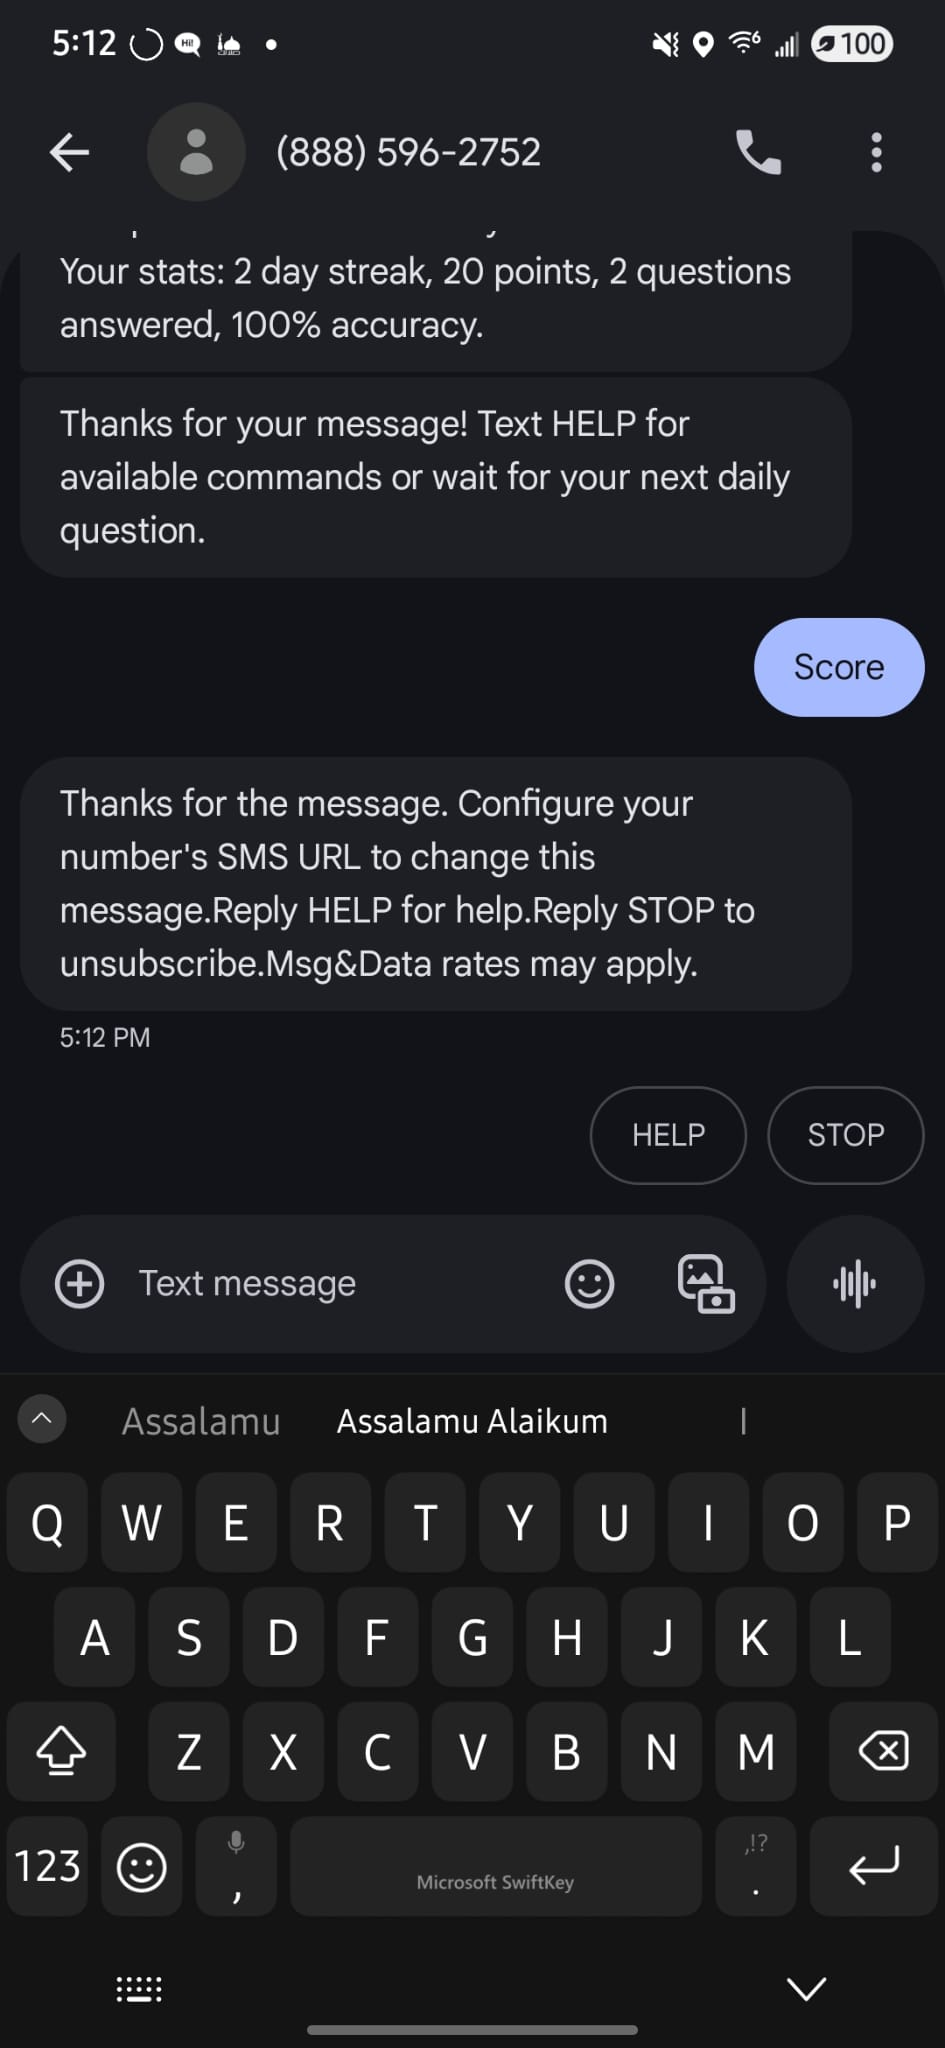 5:12
Hi!
6
100
(888) 596-2752
Your stats: 2 day streak, 20 points, 2 questions
answered, 100% accuracy.
Thanks for your message! Text HELP for
available commands or wait for your next daily
question.
Score
Thanks for the message. Configure your
number's SMS URL to change this
message.Reply HELP for help.Reply STOP to
unsubscribe.Msg&Data rates may apply.
5:12 PM
HELP
STOP
Text message
Assalamu
Assalamu Alaikum
I
Q W E R T Y U I O P
A S D F G H J K L
Z X C V B N M
,!?
123 , Microsoft SwiftKey .